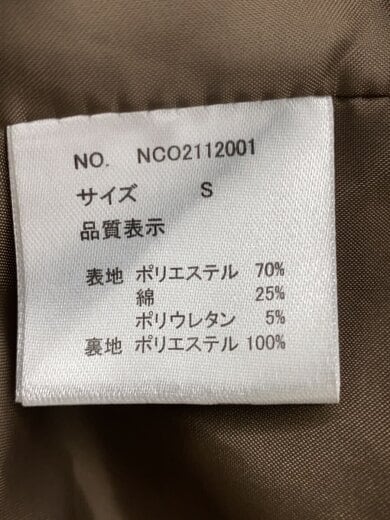 NO. NCO2112001
サイズ S
品質表示
表地 ポリエステル 70%
綿 25%
ポリウレタン 5%
裏地 ポリエステル 100%